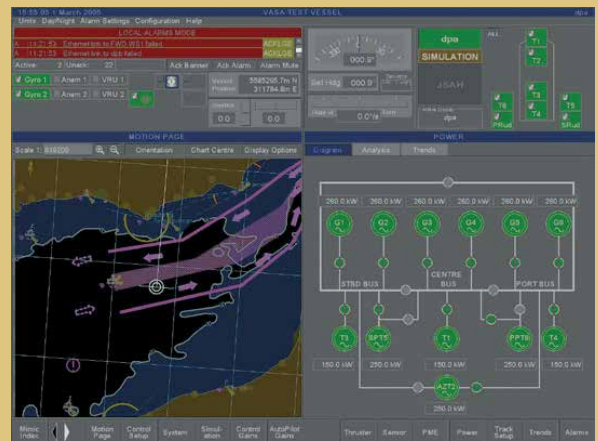 15:55:05 1 March 2005
VASA TEST VESSEL
dpa
Units Day/Night Alarm Settings Configuration Help
LOCAL ALARMS MODE
Ethernet link to FWD WS1 failed
ACKLGE
failed
ACKLGE
Active: 2 Unack: 22
Ack Banner Ack Alarm Alarm Mute
Gyro 1 Anem 1 VRU 1
Gyro 2 Anem 2 VRU 2
Vessel Position
5585265.7m N
311784.8m E
0.0 0.0
000.9°
Set Hdg 000.9°
dpa
SIMULATION
dpa
ALL
T1
T2
T3
T4
T6
PRud
T5
SRud
MOTION PAGE
Scale 1:
Orientation Chart Centre Display Options
POWER
Diagram Analysis Trends
260.0 kW 260.0 kW 260.0 kW 260.0 kW 260.0 kW 260.0 kW
G1 G2 G3 G4 G5 G6
STBD BUS
CENTRE BUS
PORT BUS
T3 SPT5 T1 PPT6 T4
150.0 kW 250.0 kW 150.0 kW 250.0 kW 150.0 kW
AZT2
250.0 kW
Mimic Index
Motion Page
Control Setup
System
Simulation
Control Gains
AutoPilot Gains
Thruster Sensor PME Power
Track Setup
Trends Alarms